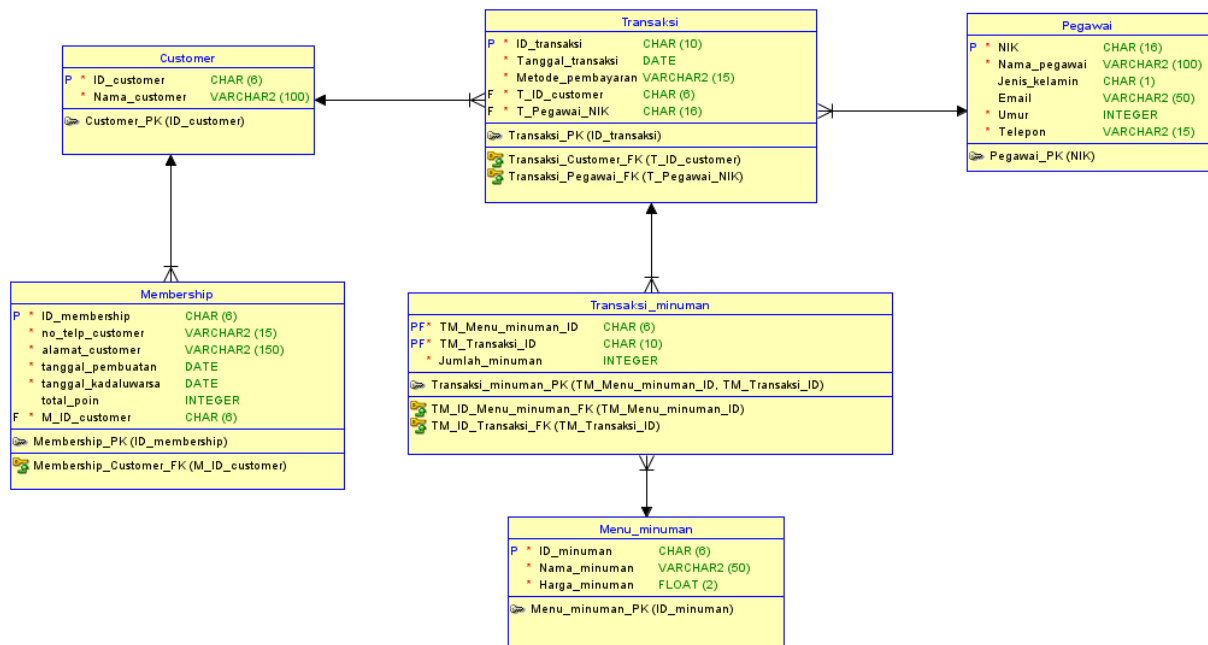 Customer
P * ID_customer CHAR (6)
* Nama_customer VARCHAR2 (100)
Customer_PK (ID_customer)
Transaksi
P * ID_transaksi CHAR (10)
* Tanggal_transaksi DATE
* Metode_pembayaran VARCHAR2 (15)
F * T_ID_customer CHAR (6)
F * T_Pegawai_NIK CHAR (16)
Transaksi_PK (ID_transaksi)
Transaksi_Customer_FK (T_ID_customer)
Transaksi_Pegawai_FK (T_Pegawai_NIK)
Pegawai
P * NIK CHAR (16)
* Nama_pegawai VARCHAR2 (100)
Jenis_kelamin CHAR (1)
Email VARCHAR2 (50)
* Umur INTEGER
* Telepon VARCHAR2 (15)
Pegawai_PK (NIK)
Membership
P * ID_membership CHAR (6)
* no_telp_customer VARCHAR2 (15)
* alamat_customer VARCHAR2 (150)
* tanggal_pembuatan DATE
* tanggal_kadaluwarsa DATE
total_poin INTEGER
F * M_ID_customer CHAR (6)
Membership_PK (ID_membership)
Membership_Customer_FK (M_ID_customer)
Transaksi_minuman
PF* TM_Menu_minuman_ID CHAR (6)
PF* TM_Transaksi_ID CHAR (10)
* Jumlah_minuman INTEGER
Transaksi_minuman_PK (TM_Menu_minuman_ID, TM_Transaksi_ID)
TM_ID_Menu_minuman_FK (TM_Menu_minuman_ID)
TM_ID_Transaksi_FK (TM_Transaksi_ID)
Menu_minuman
P * ID_minuman CHAR (6)
* Nama_minuman VARCHAR2 (50)
* Harga_minuman FLOAT (2)
Menu_minuman_PK (ID_minuman)